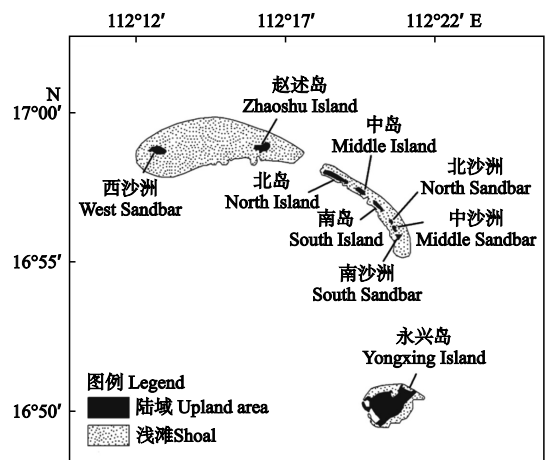 112°12′ 112°17′ 112°22′ E
N
17°00′
16°55′
16°50′
赵述岛
Zhaoshu Island
中岛
Middle Island
北沙洲
North Sandbar
西沙洲
West Sandbar
北岛
North Island
南岛
South Island
中沙洲
Middle Sandbar
南沙洲
South Sandbar
永兴岛
Yongxing Island
图例 Legend
陆域 Upland area
浅滩Shoal